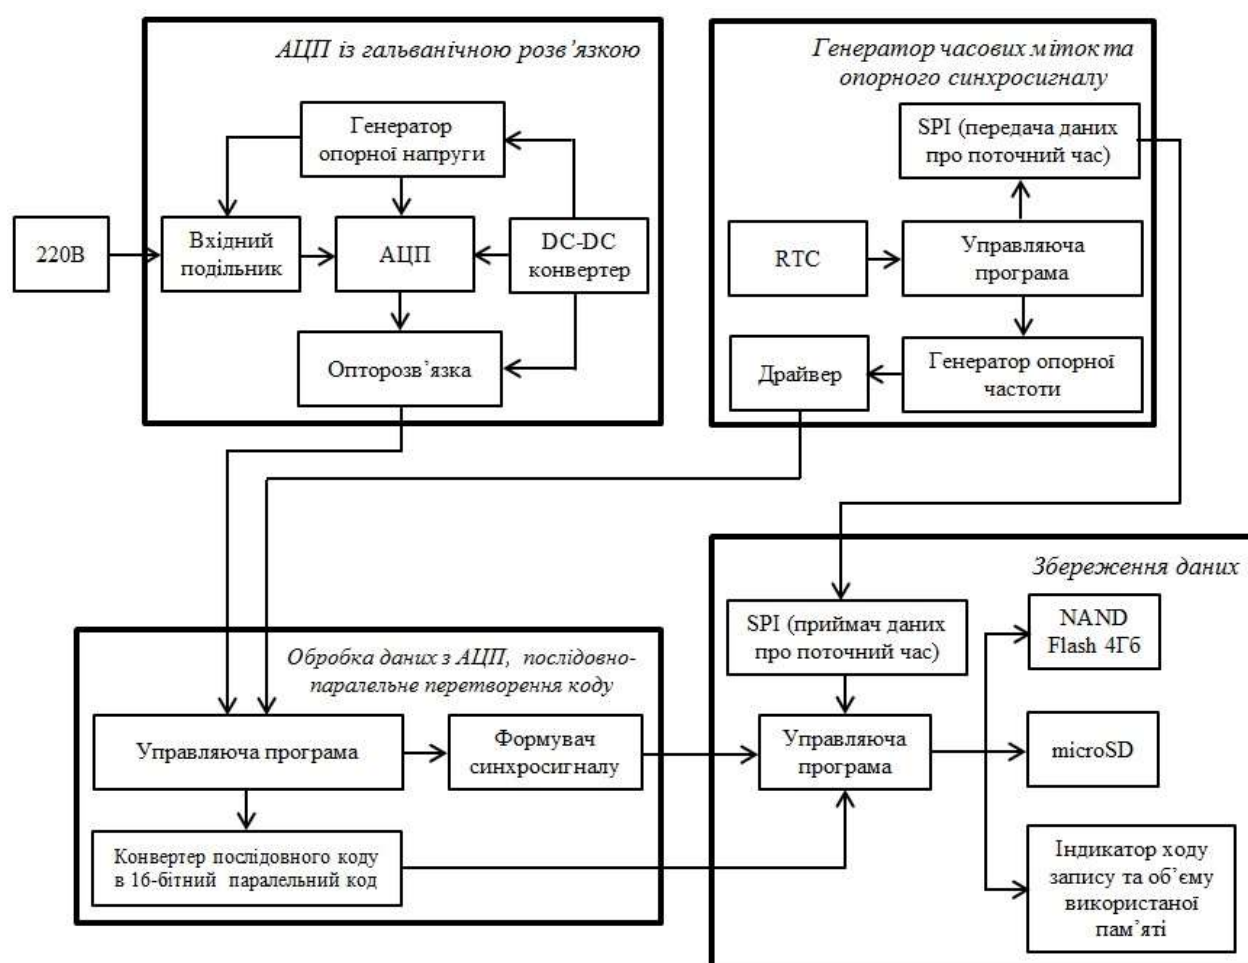 АЦП із гальванічною розв’язкою
Генератор
опорної напруги
220В
Вхідний
подільник
АЦП
DC-DC
конвертер
Опторозв’язка
Генератор часових міток та
опорного синхросигналу
SPI (передача даних
про поточний час)
RTC
Управляюча
програма
Драйвер
Генератор опорної
частоти
Обробка даних з АЦП, послідовно-
паралельне перетворення коду
Управляюча програма
Формувач
синхросигналу
Конвертер послідовного коду
в 16-бітний паралельний код
Збереження даних
SPI (приймач даних
про поточний час)
Управляюча
програма
NAND
Flash 4Гб
microSD
Індикатор ходу
запису та об’єму
використаної
пам’яті